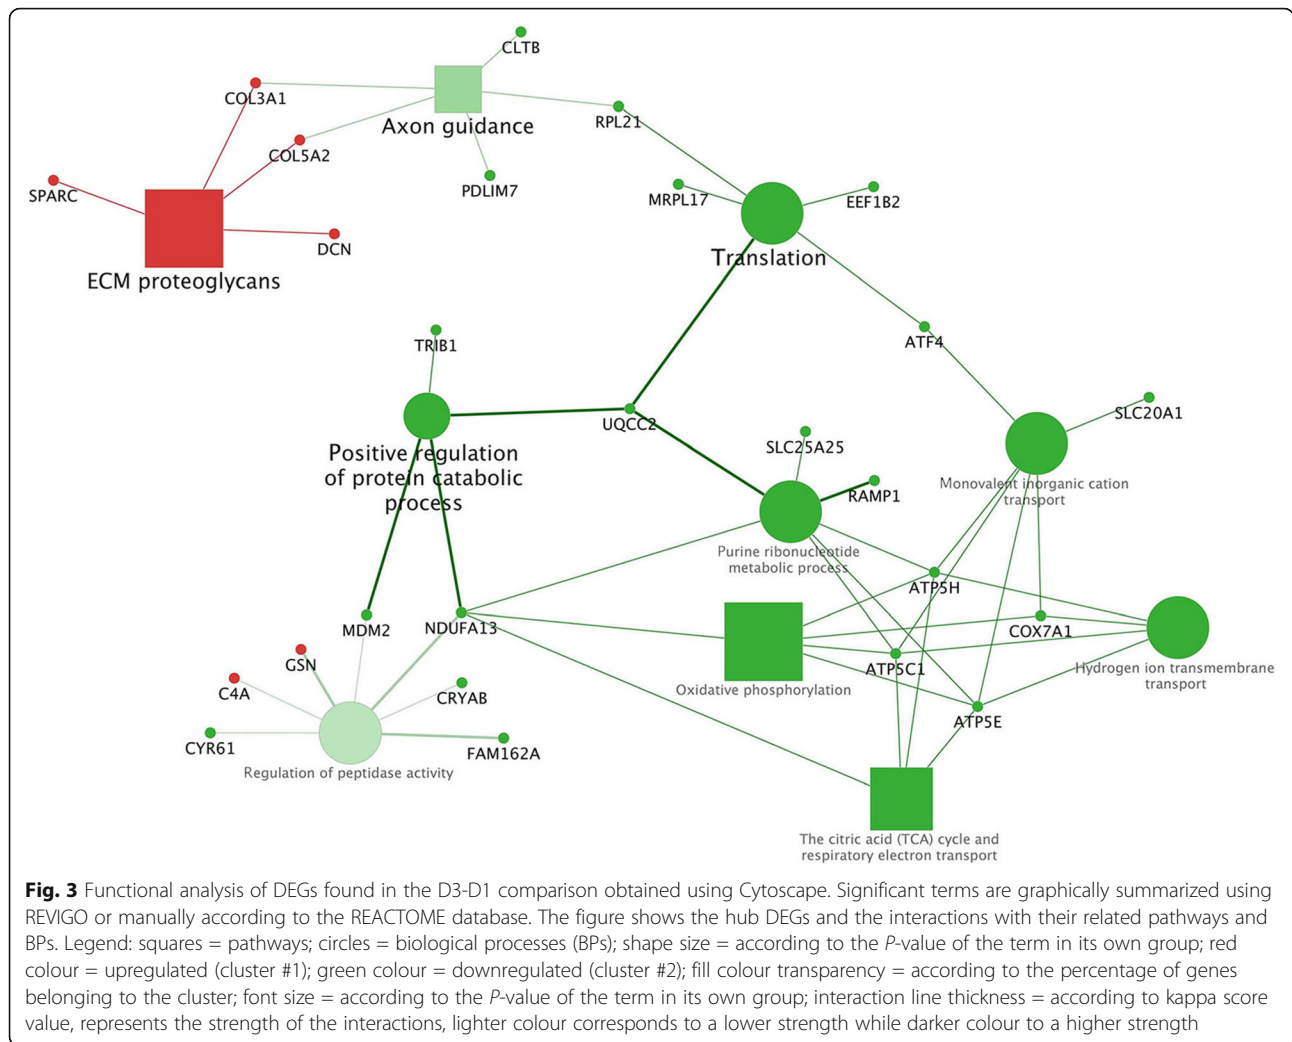 CLTB
COL3A1
Axon guidance
RPL21
COL5A2
PDLIM7
SPARC
MRPL17
EEF1B2
DCN
Translation
ECM proteoglycans
TRIB1
ATF4
UQCC2
SLC20A1
Positive regulation
of protein catabolic
process
SLC25A25
RAMP1
Monovalent inorganic cation
transport
Purine ribonucleotide
metabolic process
ATP5H
MDM2
NDUFA13
COX7A1
GSN
ATP5C1
Hydrogen ion transmembrane
transport
C4A
CRYAB
Oxidative phosphorylation
ATP5E
CYR61
FAM162A
Regulation of peptidase activity
The citric acid (TCA) cycle and
respiratory electron transport
Fig. 3 Functional analysis of DEGs found in the D3-D1 comparison obtained using Cytoscape. Significant terms are graphically summarized using
REVIGO or manually according to the REACTOME database. The figure shows the hub DEGs and the interactions with their related pathways and
BPs. Legend: squares = pathways; circles = biological processes (BPs); shape size = according to the P-value of the term in its own group; red
colour = upregulated (cluster #1); green colour = downregulated (cluster #2); fill colour transparency = according to the percentage of genes
belonging to the cluster; font size = according to the P-value of the term in its own group; interaction line thickness = according to kappa score
value, represents the strength of the interactions, lighter colour corresponds to a lower strength while darker colour to a higher strength